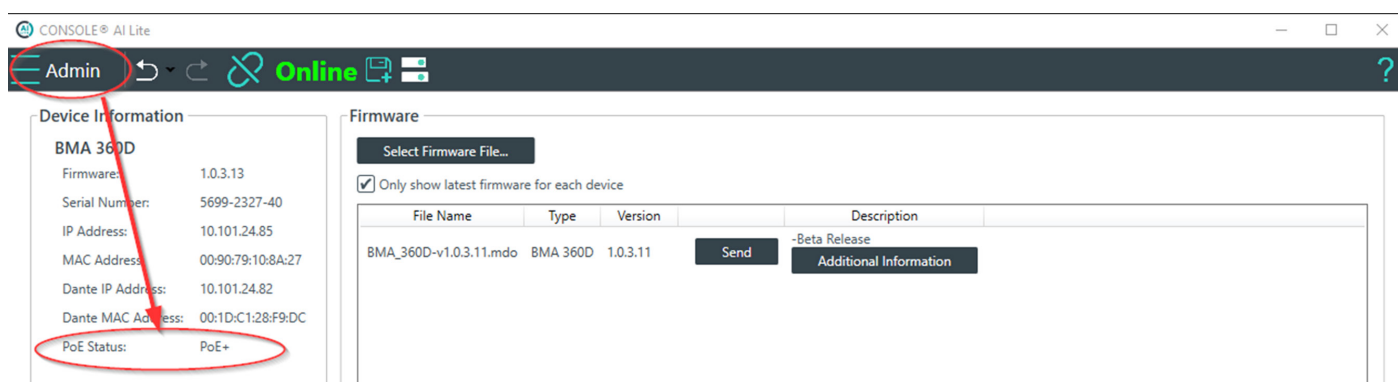 CONSOLE® AI Lite
Admin
Online
?
Device Information
BMA 360D
Firmware: 1.0.3.13
Serial Number: 5699-2327-40
IP Address: 10.101.24.85
MAC Address: 00:90:79:10:8A:27
Dante IP Address: 10.101.24.82
Dante MAC Address: 00:1D:C1:28:F9:DC
PoE Status: PoE+
Firmware
Select Firmware File...
Only show latest firmware for each device
File Name Type Version Description
BMA_360D-v1.0.3.11.mdo BMA 360D 1.0.3.11 Send -Beta Release
Additional Information